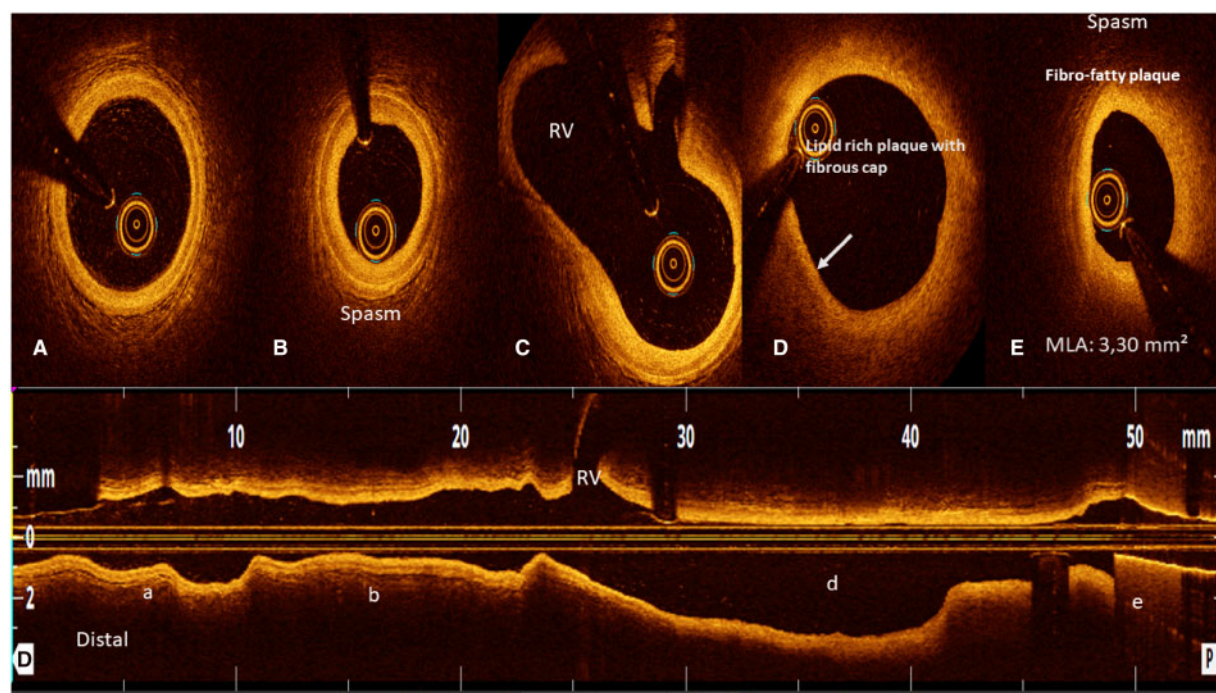 Spasm
Fibro-fatty plaque
RV
Lipid rich plaque with
fibrous cap
Spasm
A
B
C
D
E
MLA: 3,30 mm²
10
20
30
40
50
mm
mm
RV
0
a
b
d
e
2
Distal
D
P